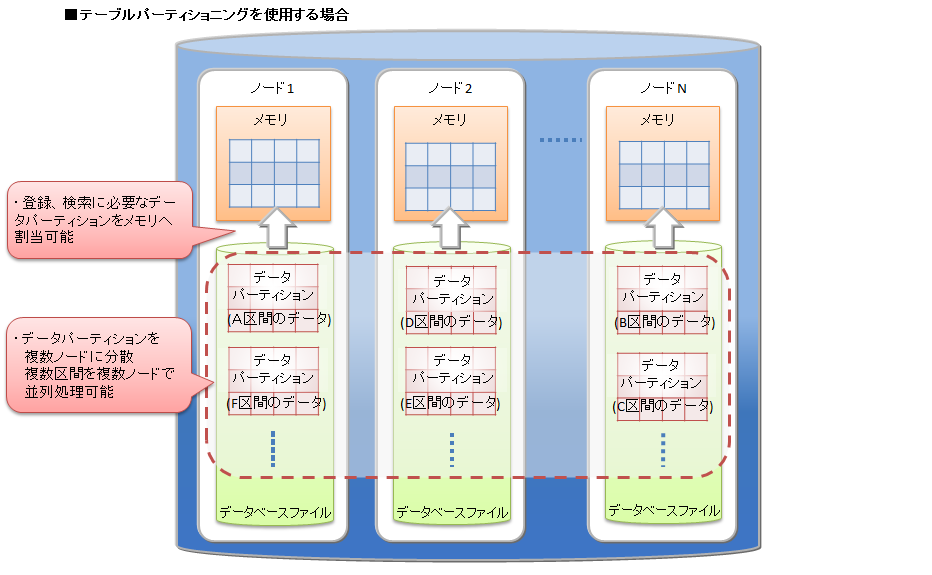 ■テーブルパーティショニングを使用する場合
ノード1
メモリ
ノード2
メモリ
ノードN
メモリ
・登録、検索に必要なデー
タパーティションをメモリへ
割当可能
・データパーティションを
複数ノードに分散
複数区間を複数ノードで
並列処理可能
データ
パーティション
(A区間のデータ)
データ
パーティション
(F区間のデータ)
データベースファイル
データ
パーティション
(D区間のデータ)
データ
パーティション
(E区間のデータ)
データベースファイル
データ
パーティション
(B区間のデータ)
データ
パーティション
(C区間のデータ)
データベースファイル